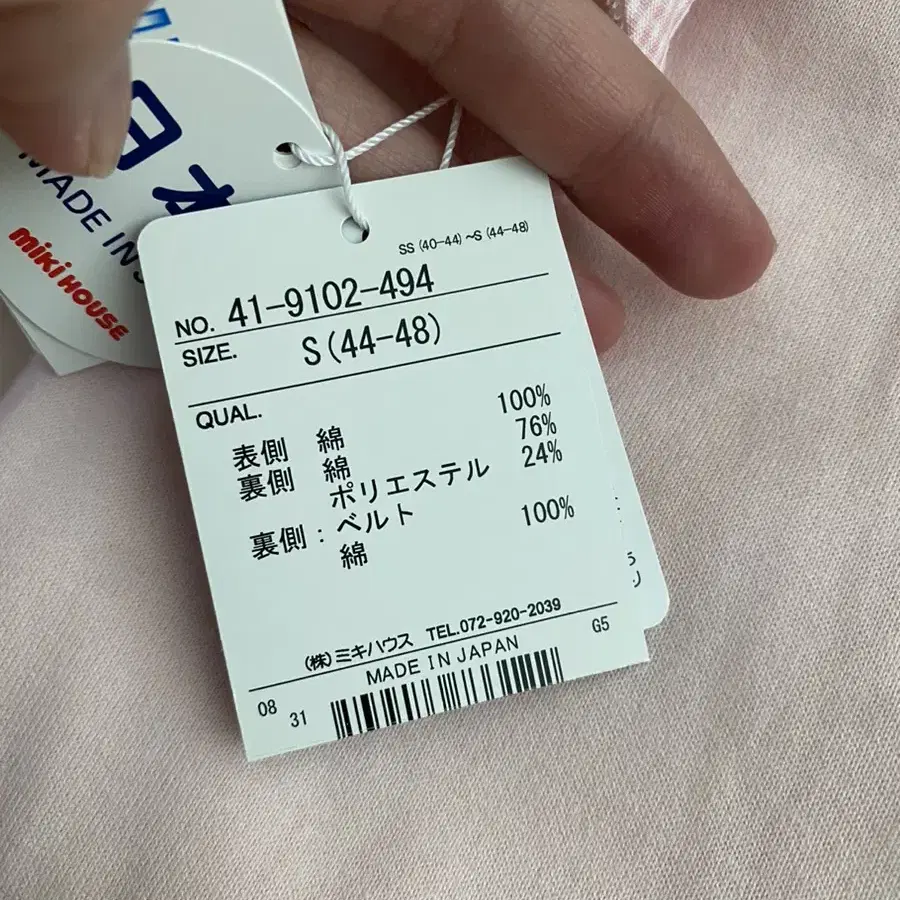 日本
MADE IN
miki HOUSE
SS (40-44) ~S (44-48)
NO. 41-9102-494
SIZE. S(44-48)
QUAL.
表側 綿 100%
裏側 綿 76%
ポリエステル 24%
裏側:ベルト
綿 100%
(株)ミキハウス TEL.072-920-2039
MADE IN JAPAN G5
08 31